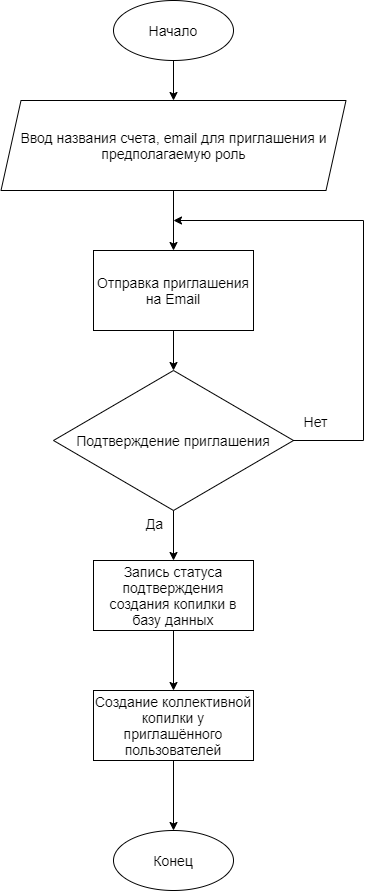 Начало
Ввод названия счета, email для приглашения и
предполагаемую роль
Отправка приглашения
на Email
Подтверждение приглашения
Нет
Да
Запись статуса
подтверждения
создания копилки в
базу данных
Создание коллективной
копилки у
приглашённого
пользователей
Конец